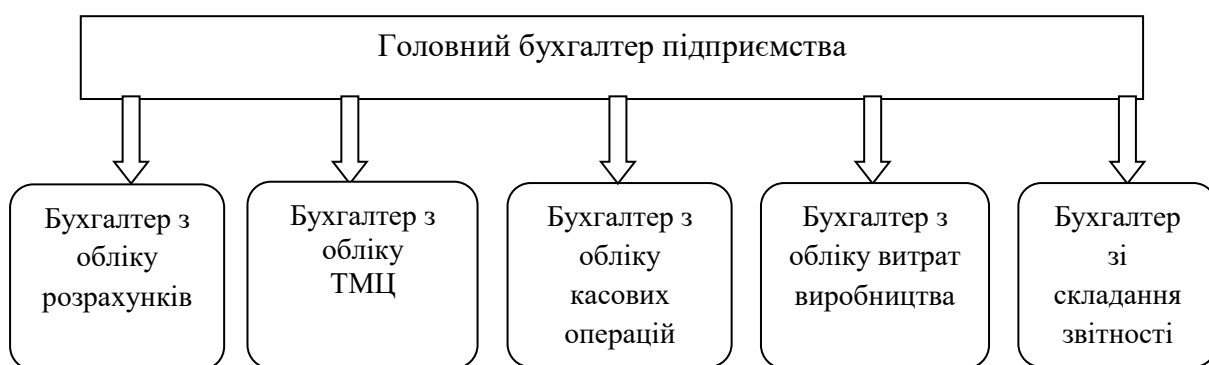 Головний бухгалтер підприємства
Бухгалтер з
обліку
розрахунків
Бухгалтер з
обліку
ТМЦ
Бухгалтер з
обліку
касових
операцій
Бухгалтер з
обліку витрат
виробництва
Бухгалтер
зі
складання
звітності